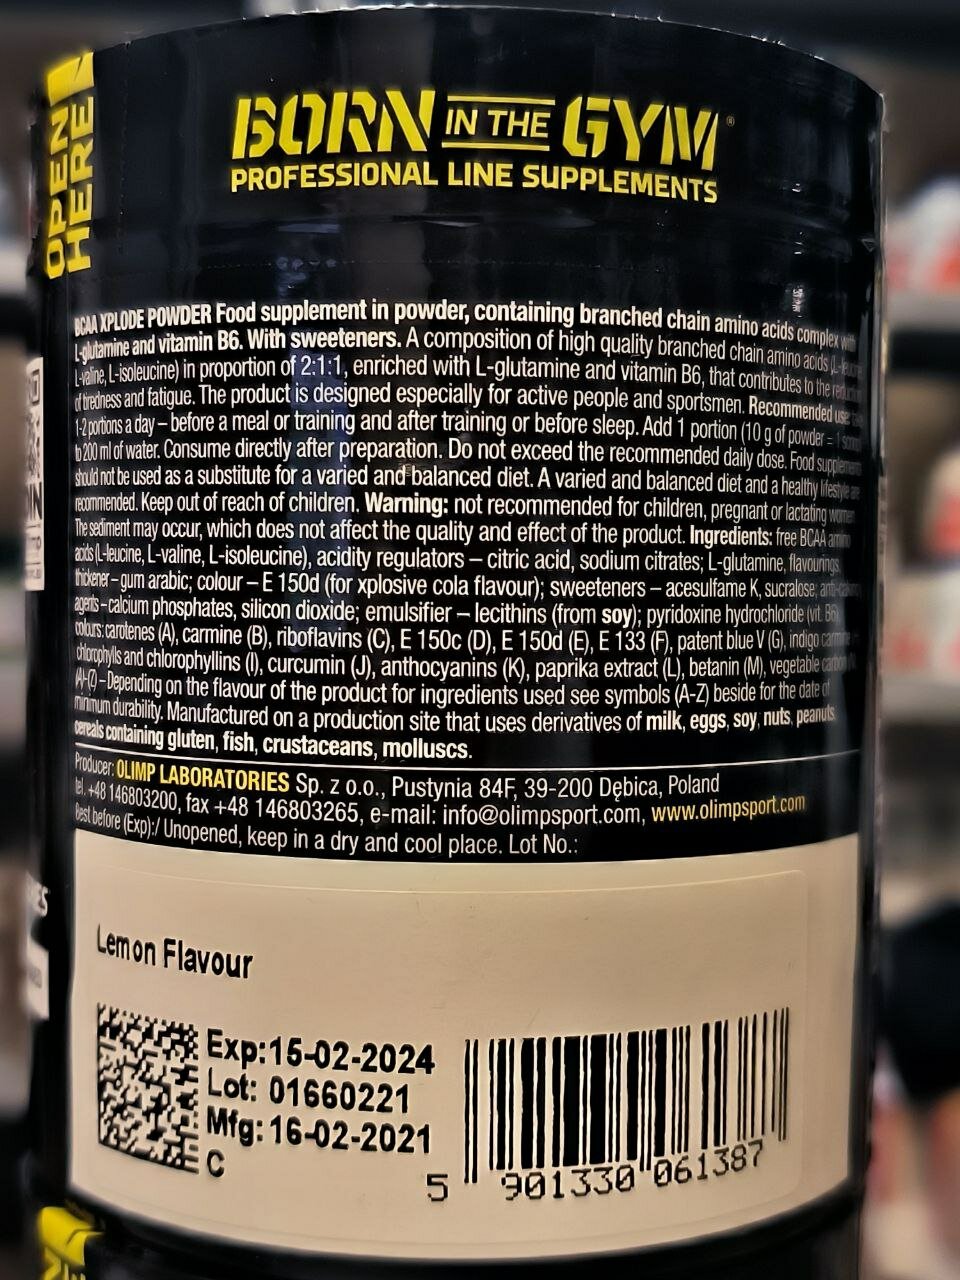 OPEN
HERE
BORN IN THE GYM®
PROFESSIONAL LINE SUPPLEMENTS
BCAA XPLODE POWDER Food supplement in powder, containing branched chain amino acids complex with
L-glutamine and vitamin B6. With sweeteners. A composition of high quality branched chain amino acids (L-leucine,
L-valine, L-isoleucine) in proportion of 2:1:1, enriched with L-glutamine and vitamin B6, that contributes to the reduction
of tiredness and fatigue. The product is designed especially for active people and sportsmen. Recommended use:
1-2 portions a day – before a meal or training and after training or before sleep. Add 1 portion (10 g of powder = 1 scoop)
to 200 ml of water. Consume directly after preparation. Do not exceed the recommended daily dose. Food supplements
should not be used as a substitute for a varied and balanced diet. A varied and balanced diet and a healthy lifestyle are
recommended. Keep out of reach of children. Warning: not recommended for children, pregnant or lactating women.
The sediment may occur, which does not affect the quality and effect of the product. Ingredients: free BCAA amino
acids (L-leucine, L-valine, L-isoleucine), acidity regulators – citric acid, sodium citrates; L-glutamine, flavourings,
thickener – gum arabic; colour – E 150d (for xplosive cola flavour); sweeteners – acesulfame K, sucralose; anti-caking
agents – calcium phosphates, silicon dioxide; emulsifier – lecithins (from soy); pyridoxine hydrochloride (vit. B6),
colours: carotenes (A), carmine (B), riboflavins (C), E 150c (D), E 150d (E), E 133 (F), patent blue V (G), indigo carmine
chlorophylls and chlorophyllins (I), curcumin (J), anthocyanins (K), paprika extract (L), betanin (M), vegetable carbon
(A)-(Z) – Depending on the flavour of the product for ingredients used see symbols (A-Z) beside for the date of
minimum durability. Manufactured on a production site that uses derivatives of milk, eggs, soy, nuts, peanuts,
cereals containing gluten, fish, crustaceans, molluscs.
Producer: OLIMP LABORATORIES Sp. z o.o., Pustynia 84F, 39-200 Dębica, Poland
tel. +48 146803200, fax +48 146803265, e-mail: info@olimpsport.com, www.olimpsport.com
Best before (Exp):/ Unopened, keep in a dry and cool place. Lot No.:
Lemon Flavour
Exp:15-02-2024
Lot: 01660221
Mfg:16-02-2021
C
5 901330 061387